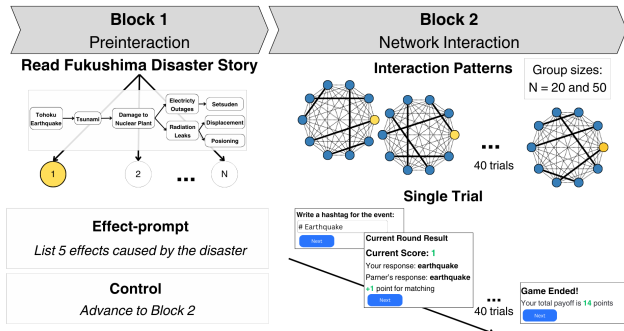 Block 1
Preinteraction
Block 2
Network Interaction
Read Fukushima Disaster Story
Tohoku
Earthquake
Tsunami
Damage to
Nuclear Plant
Electricity
Outages
Setsuden
Radiation
Leaks
Displacement
Posioning
1
2
...
N
Effect-prompt
List 5 effects caused by the disaster
Control
Advance to Block 2
Interaction Patterns
Group sizes:
N = 20 and 50
...
40 trials
Single Trial
Write a hashtag for the event:
# Earthquake
Next
Current Round Result
Current Score: 1
Your response: earthquake
Parner's response: earthquake
+1 point for matching
Next
...
40 trials
Game Ended!
Your total payoff is 14 points
Next